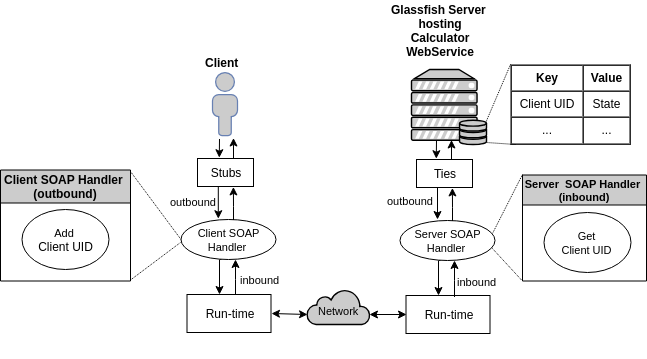 Glassfish Server
hosting
Calculator
WebService
Client
Key Value
Client UID State
... ...
Stubs
Ties
Client SOAP Handler
(outbound)
Add
Client UID
outbound
Client SOAP
Handler
inbound
Run-time
Network
outbound
Server SOAP
Handler
inbound
Run-time
Server SOAP Handler
(inbound)
Get
Client UID